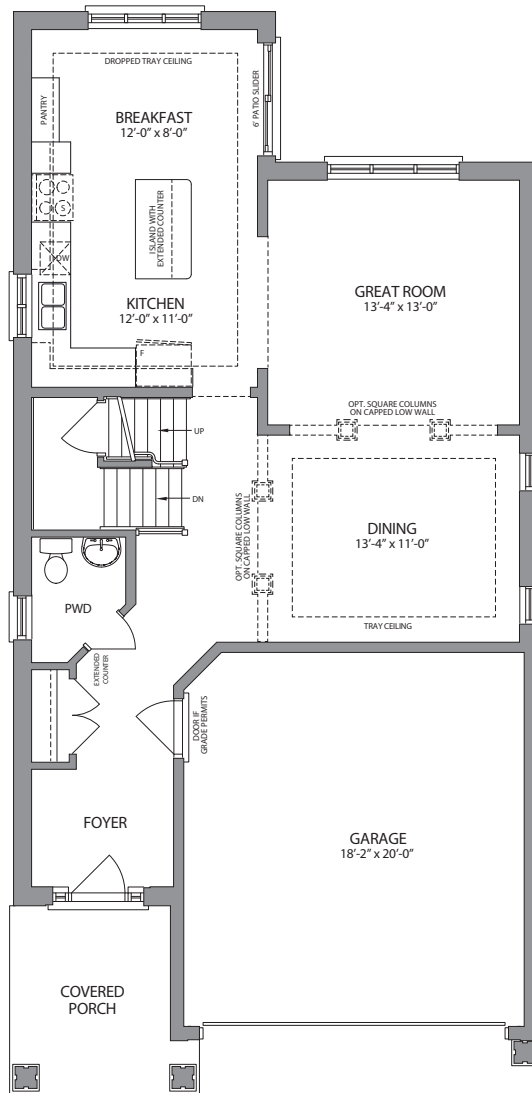 DROPPED TRAY CEILING
PANTRY
BREAKFAST
12'-0" x 8'-0"
6' PATIO SLIDER
S
ISLAND WITH
EXTENDED COUNTER
DW
GREAT ROOM
13'-4" x 13'-0"
KITCHEN
12'-0" x 11'-0"
F
OPT. SQUARE COLUMNS
ON CAPPED LOW WALL
UP
DN
OPT. SQUARE COLUMNS
ON CAPPED LOW WALL
DINING
13'-4" x 11'-0"
TRAY CEILING
PWD
EXTENDED
COUNTER
DOOR IF
GRADE PERMITS
FOYER
GARAGE
18'-2" x 20'-0"
COVERED
PORCH